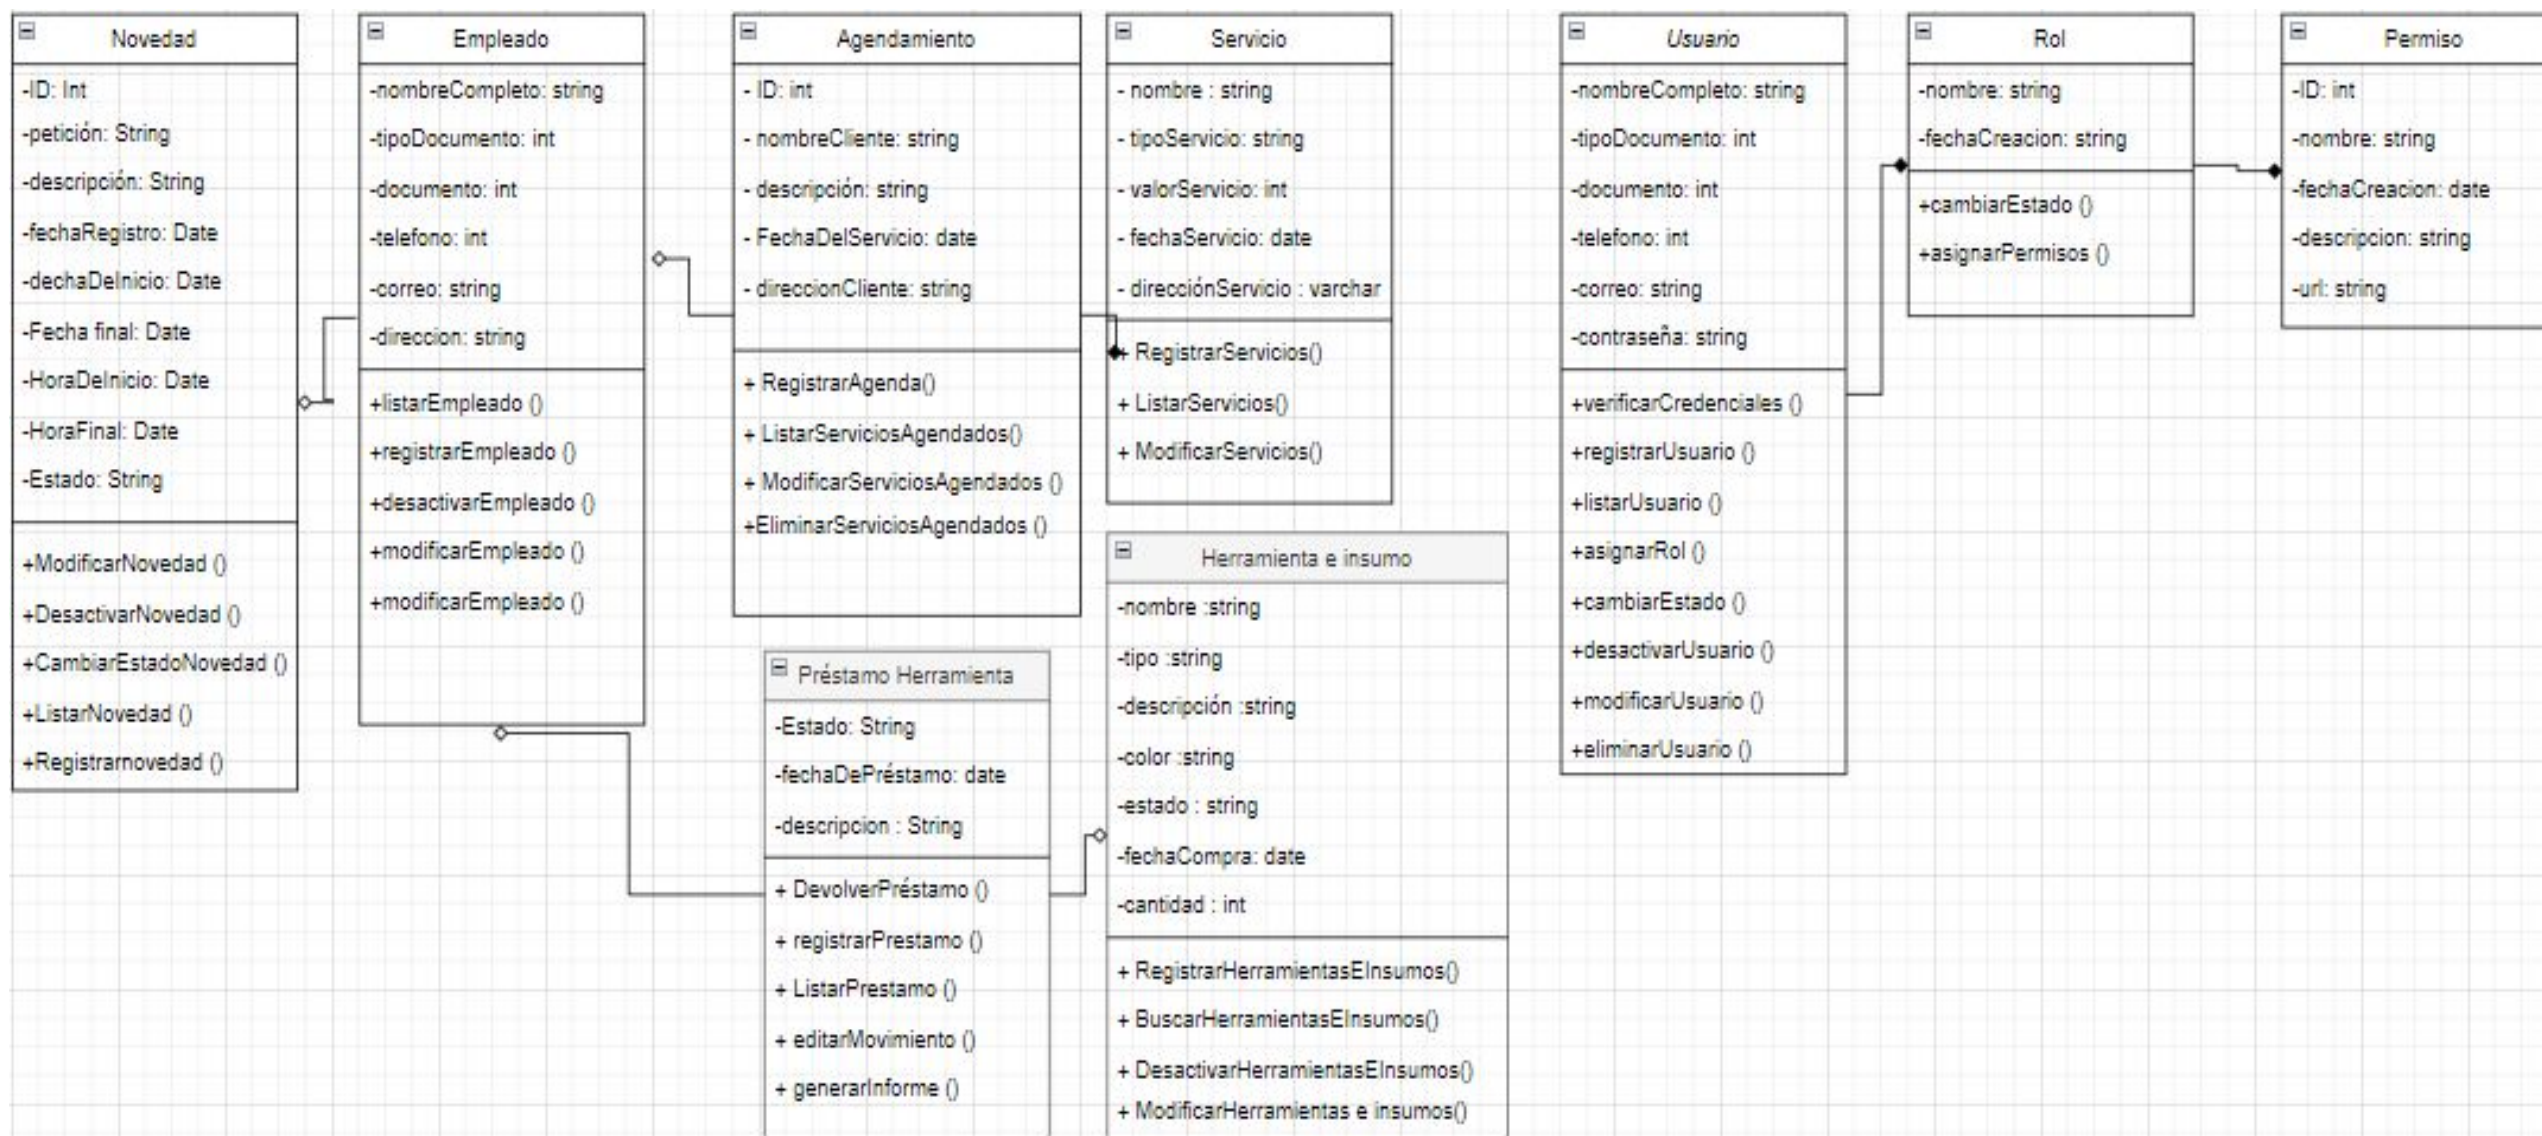 Novedad
-ID: Int
-petición: String
-descripción: String
-fechaRegistro: Date
-dechaDeInicio: Date
-Fecha final: Date
-HoraDeInicio: Date
-HoraFinal: Date
-Estado: String
+ModificarNovedad ()
+DesactivarNovedad ()
+CambiarEstadoNovedad ()
+ListarNovedad ()
+Registrarnovedad ()
Empleado
-nombreCompleto: string
-tipoDocumento: int
-documento: int
-telefono: int
-correo: string
-direccion: string
+listarEmpleado ()
+registrarEmpleado ()
+desactivarEmpleado ()
+modificarEmpleado ()
+modificarEmpleado ()
Agendamiento
- ID: int
- nombreCliente: string
- descripción: string
- FechaDelServicio: date
- direccionCliente: string
+ RegistrarAgenda()
+ ListarServiciosAgendados()
+ ModificarServiciosAgendados ()
+EliminarServiciosAgendados ()
Servicio
- nombre : string
- tipoServicio: string
- valorServicio: int
- fechaServicio: date
- direcciónServicio : varchar
+ RegistrarServicios()
+ ListarServicios()
+ ModificarServicios()
Préstamo Herramienta
-Estado: String
-fechaDePréstamo: date
-descripcion : String
+ DevolverPréstamo ()
+ registrarPrestamo ()
+ ListarPrestamo ()
+ editarMovimiento ()
+ generarInforme ()
Herramienta e insumo
-nombre :string
-tipo :string
-descripción :string
-color :string
-estado : string
-fechaCompra: date
-cantidad : int
+ RegistrarHerramientasEInsumos()
+ BuscarHerramientasEInsumos()
+ DesactivarHerramientasEInsumos()
+ ModificarHerramientas e insumos()
Usuario
-nombreCompleto: string
-tipoDocumento: int
-documento: int
-telefono: int
-correo: string
-contraseña: string
+verificarCredenciales ()
+registrarUsuario ()
+listarUsuario ()
+asignarRol ()
+cambiarEstado ()
+desactivarUsuario ()
+modificarUsuario ()
+eliminarUsuario ()
Rol
-nombre: string
-fechaCreacion: string
+cambiarEstado ()
+asignarPermisos ()
Permiso
-ID: int
-nombre: string
-fechaCreacion: date
-descripcion: string
-url: string